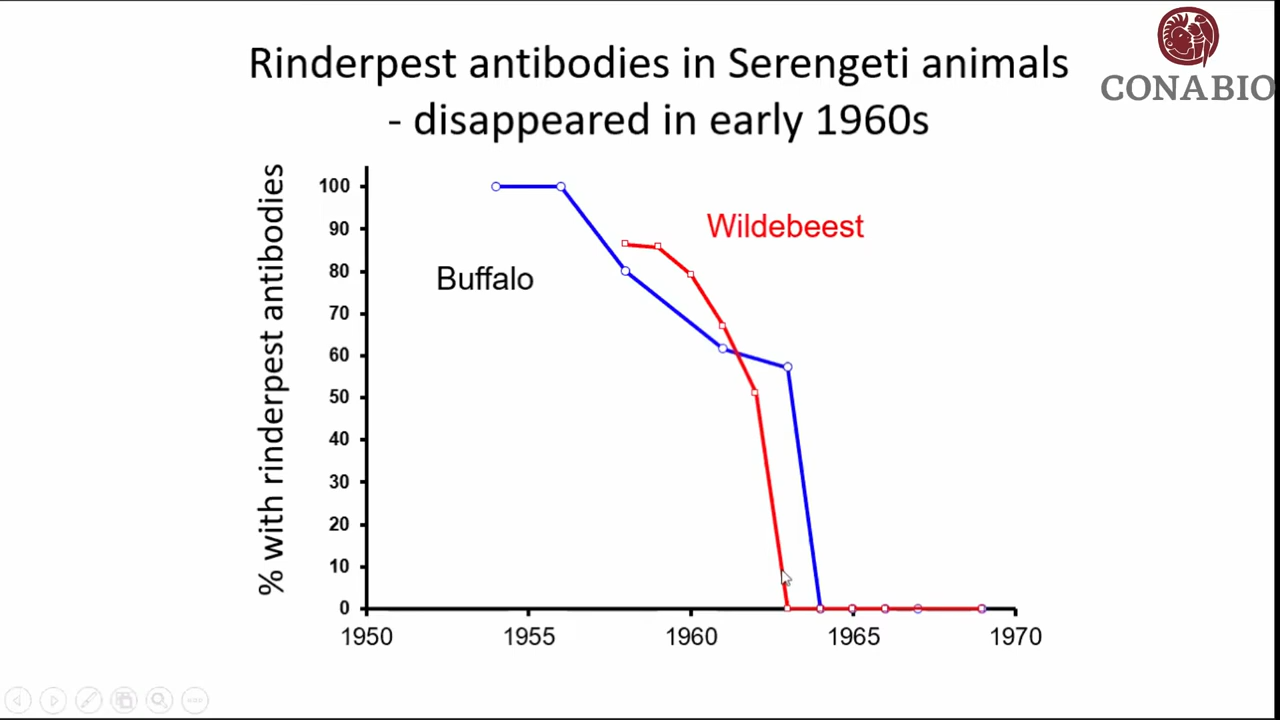 Rinderpest antibodies in Serengeti animals
- disappeared in early 1960s
CONABIO
% with rinderpest antibodies
100
90
80
70
60
50
40
30
20
10
0
Wildebeest
Buffalo
1950 1955 1960 1965 1970